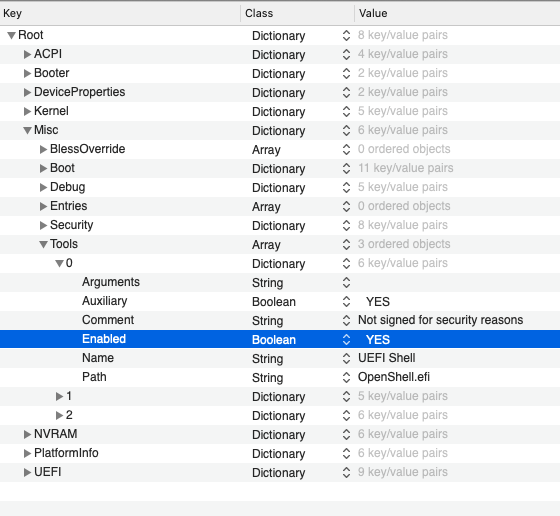 Key Class Value
Root Dictionary 8 key/value pairs
ACPI Dictionary 4 key/value pairs
Booter Dictionary 2 key/value pairs
DeviceProperties Dictionary 2 key/value pairs
Kernel Dictionary 5 key/value pairs
Misc Dictionary 6 key/value pairs
BlessOverride Array 0 ordered objects
Boot Dictionary 11 key/value pairs
Debug Dictionary 5 key/value pairs
Entries Array 0 ordered objects
Security Dictionary 8 key/value pairs
Tools Array 3 ordered objects
0 Dictionary 6 key/value pairs
Arguments String
Auxiliary Boolean YES
Comment String Not signed for security reasons
Enabled Boolean YES
Name String UEFI Shell
Path String OpenShell.efi
1 Dictionary 5 key/value pairs
2 Dictionary 6 key/value pairs
NVRAM Dictionary 6 key/value pairs
PlatformInfo Dictionary 6 key/value pairs
UEFI Dictionary 9 key/value pairs